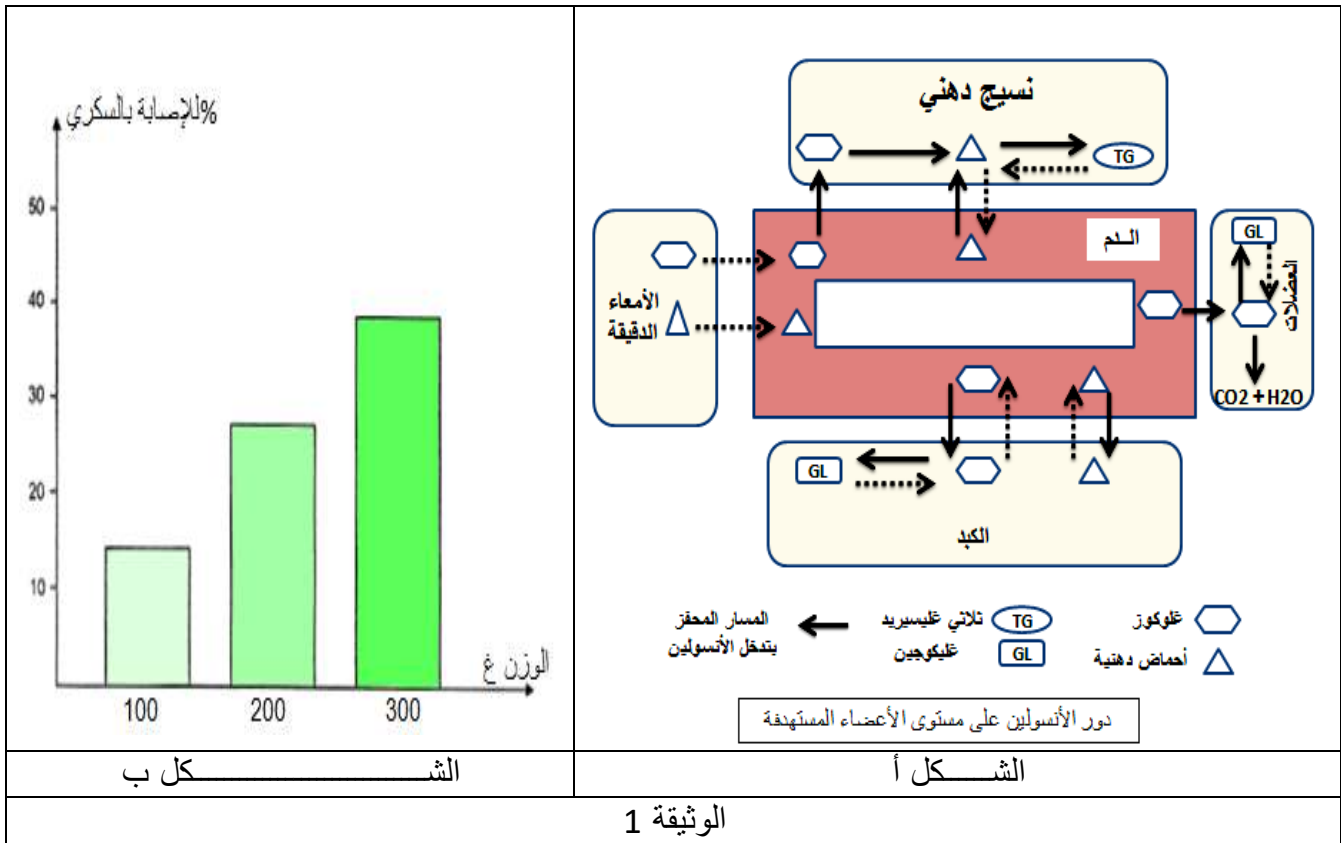 نسيج دهني
TG
الــدم
GL
العضلات
CO2 + H2O
الأمعاء
الدقيقة
GL
الكبد
غلوكوز
TG
ثلاثي غليسيريد
المسار المحفز
أحماض دهنية
GL
غليكوجين
بتدخل الأنسولين
دور الأنسولين على مستوى الأعضاء المستهدفة
%للإصابة بالسكري
50
40
30
20
10
الوزن غ
100
200
300
الشـــــكل أ
الشــــــــــــــــــــكل ب
الوثيقة 1